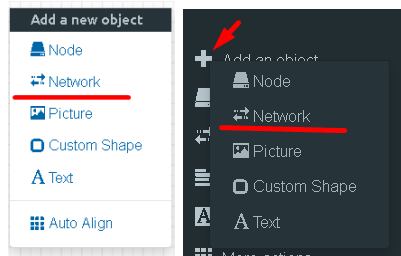 Add a new object
Node
Network
Picture
Custom Shape
Text
Auto Align
Add an object
Node
Network
Picture
Custom Shape
Text
More actions